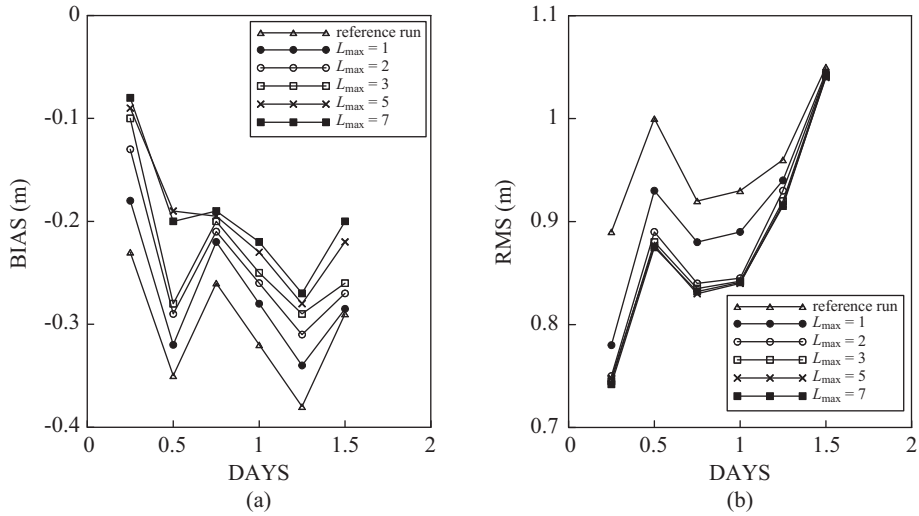 0
-0.1
-0.2
-0.3
-0.4
BIAS (m)
0
0.5
1
1.5
2
DAYS
(a)
reference run
Lmax = 1
Lmax = 2
Lmax = 3
Lmax = 5
Lmax = 7
1.1
1
0.9
0.8
0.7
RMS (m)
0
0.5
1
1.5
2
DAYS
(b)
reference run
Lmax = 1
Lmax = 2
Lmax = 3
Lmax = 5
Lmax = 7